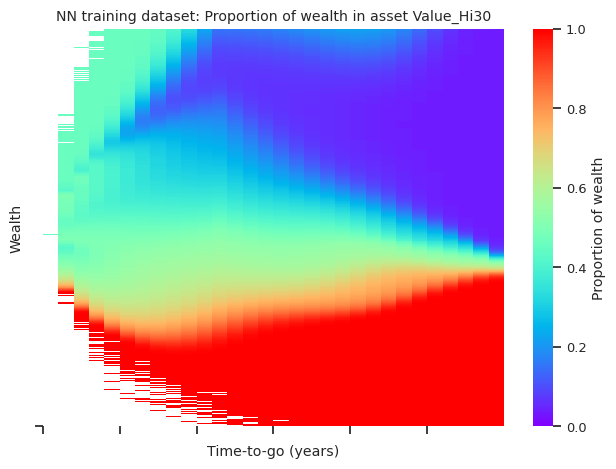 NN training dataset: Proportion of wealth in asset Value_Hi30
Wealth
Time-to-go (years)
1.0
0.8
0.6
0.4
0.2
0.0
Proportion of wealth